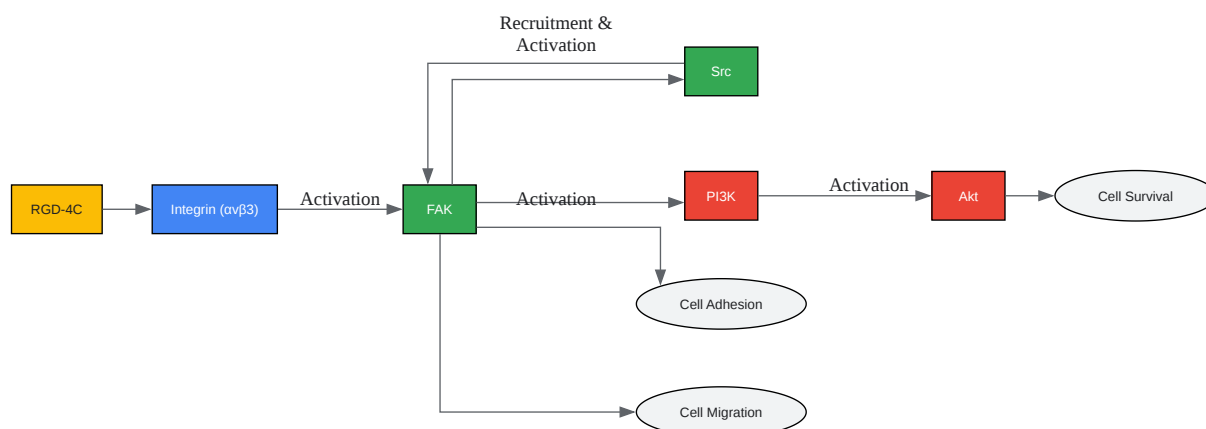 Recruitment &
Activation
Src
RGD-4C
Integrin (αvβ3)
Activation
FAK
Activation
PI3K
Activation
Akt
Cell Survival
Cell Adhesion
Cell Migration